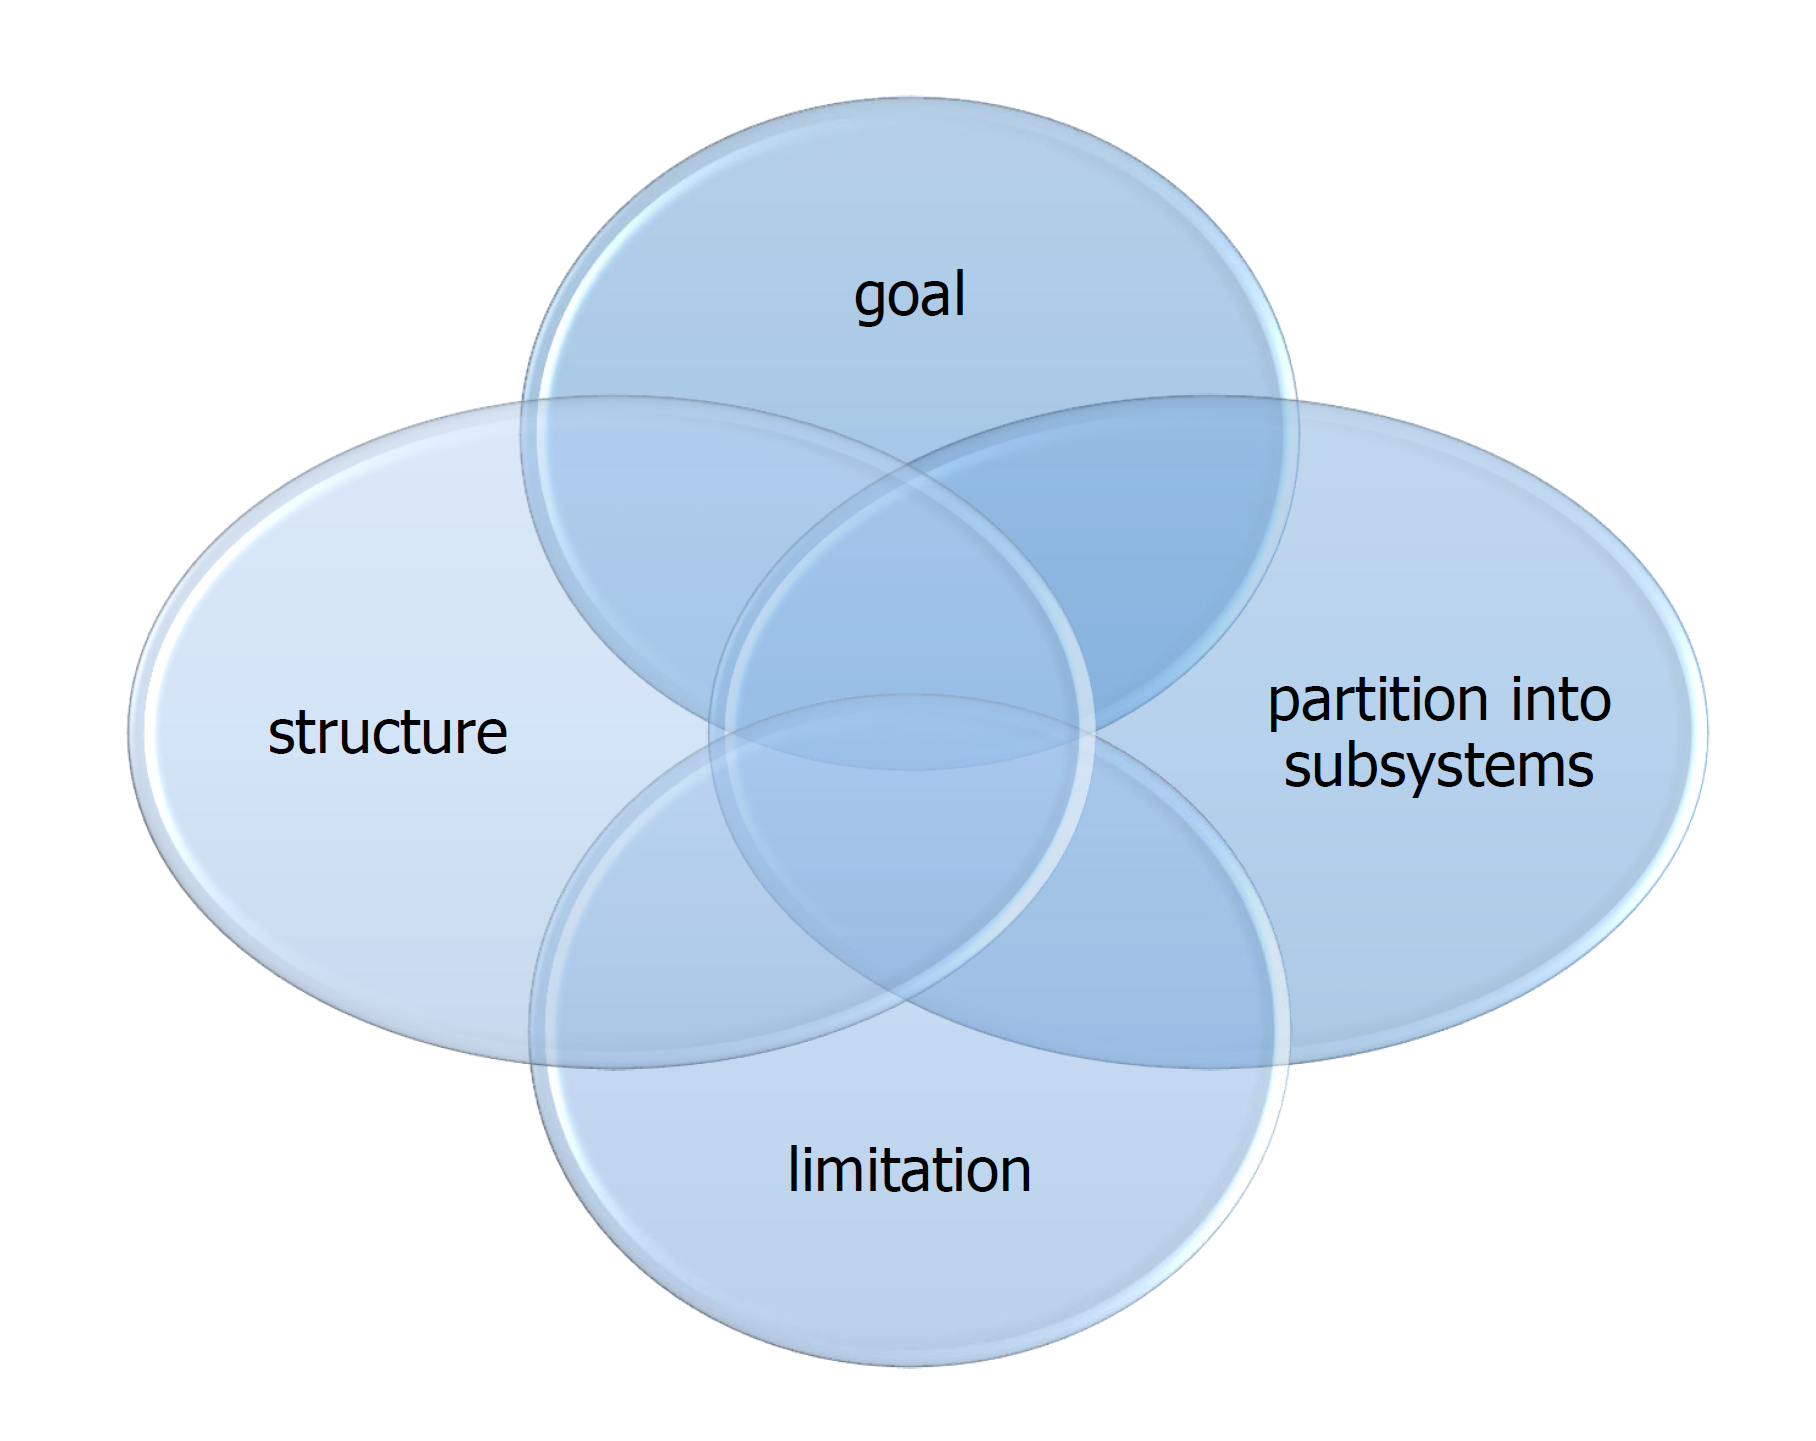 goal
structure
partition into
subsystems
limitation